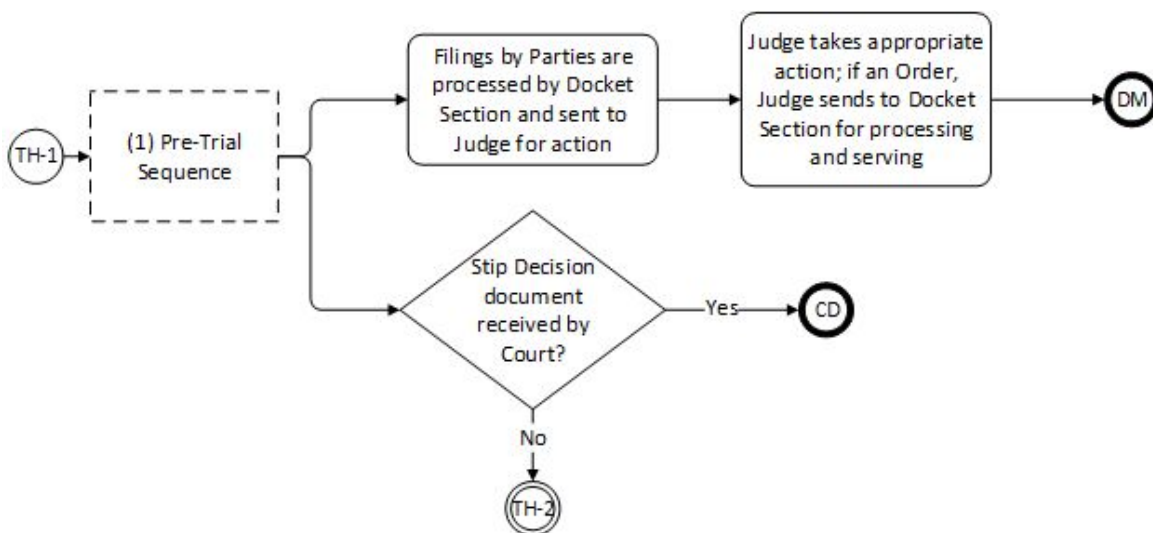 TH-1
(1) Pre-Trial
Sequence
Filings by Parties are
processed by Docket
Section and sent to
Judge for action
Judge takes appropriate
action; if an Order,
Judge sends to Docket
Section for processing
and serving
DM
Stip Decision
document
received by
Court?
Yes
CD
No
TH-2